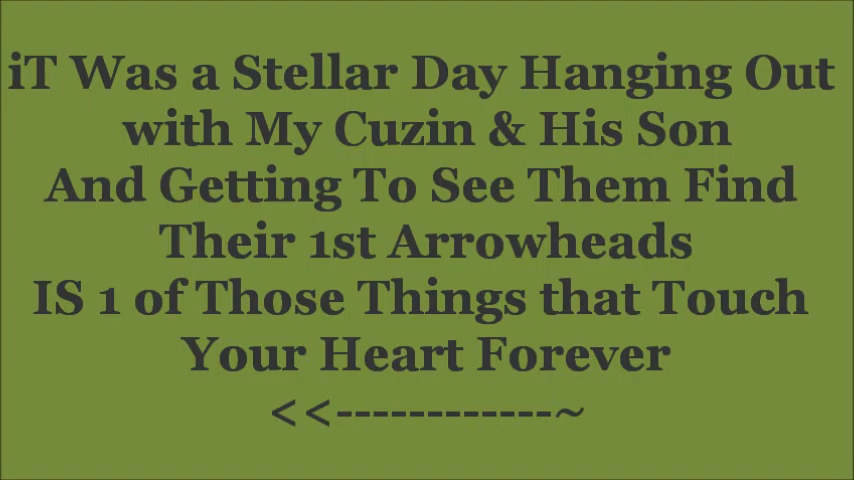 iT Was a Stellar Day Hanging Out
with My Cuzin & His Son
And Getting To See Them Find
Their 1st Arrowheads
IS 1 of Those Things that Touch
Your Heart Forever
<<------------~